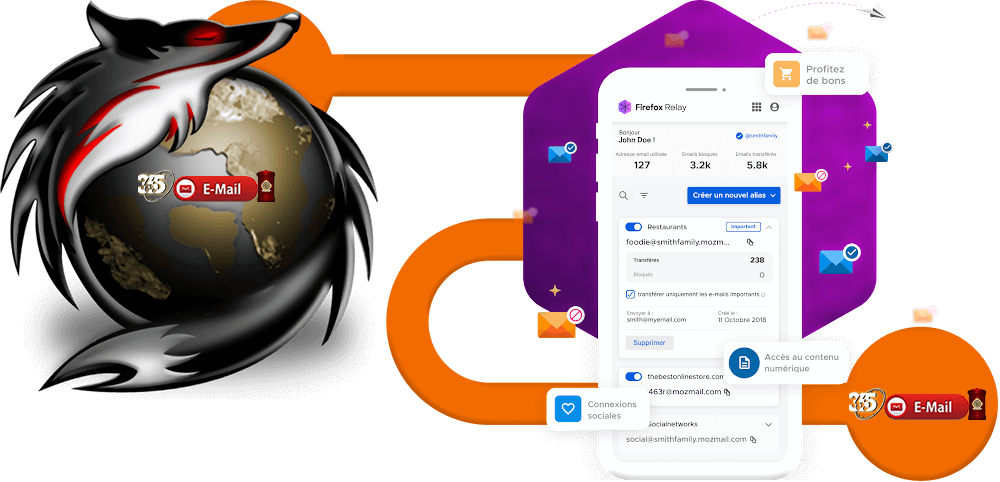 365 E-Mail
Profitez
de bons
Firefox Relay
Bonjour
John Doe !
@smithfamily
Adresse email utilisée
Emails bloqués
Emails transférés
127
3.2k
5.8k
Créer un nouvel alias
Restaurants
Important
foodie@smithfamily.mozm...
Transférés
238
Bloqués
0
transférer uniquement les e-mails importants
Envoyer à :
Créé le :
smith@myemail.com
11 Octobre 2018
Supprimer
Accès au contenu
numérique
thebestonlinestore.com
463r@mozmail.com
Connexions
sociales
Socialnetworks
social@smithfamily.mozmail.com
365 E-Mail